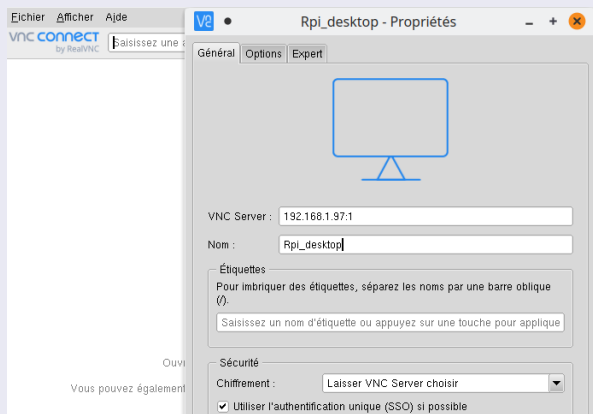 Fichier Afficher Aide
vnc connect
by RealVNC
Saisissez une
Ouvr
Vous pouvez également
V2 Rpi_desktop - Propriétés
Général Options Expert
VNC Server : 192.168.1.97:1
Nom : Rpi_desktop
Étiquettes
Pour imbriquer des étiquettes, séparez les noms par une barre oblique
(/).
Saisissez un nom d'étiquette ou appuyez sur une touche pour applique
Sécurité
Chiffrement : Laisser VNC Server choisir
Utiliser l'authentification unique (SSO) si possible